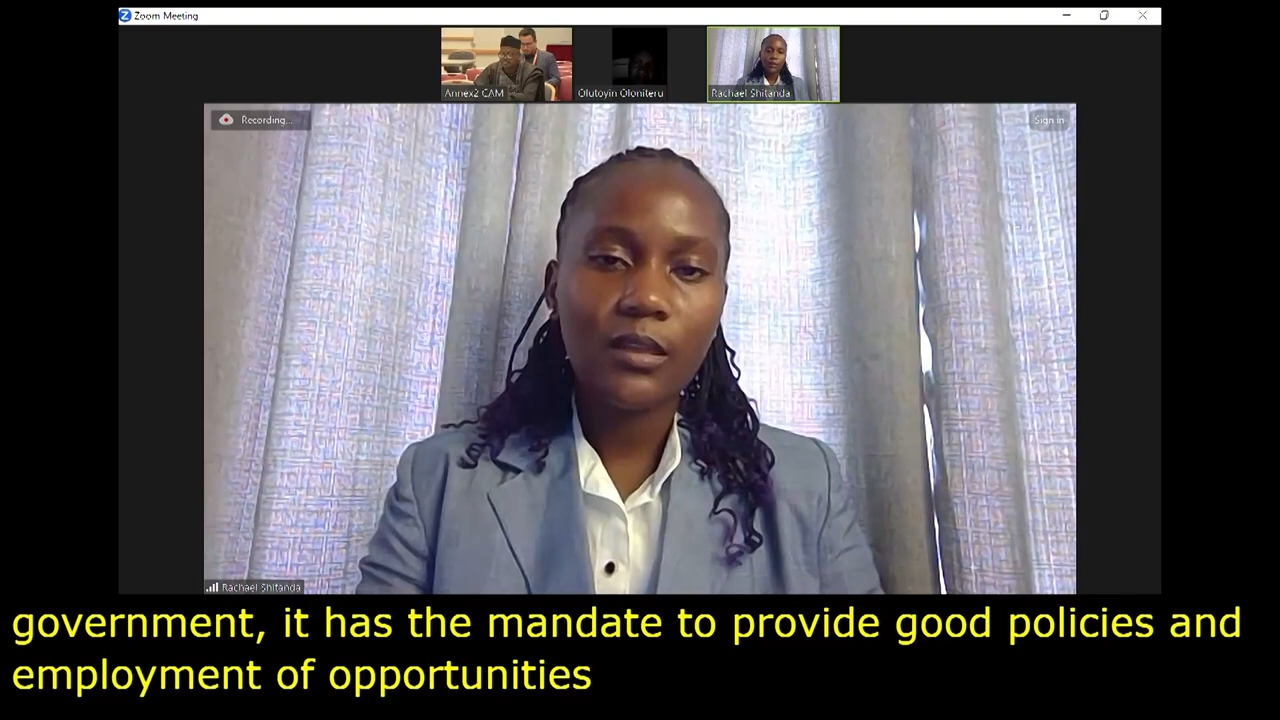 Zoom Meeting
Annex2 CAM
Olutoyin Oloniteru
Rachael Shitanda
Recording...
Sign in
Rachael Shitanda
government, it has the mandate to provide good policies and
employment of opportunities